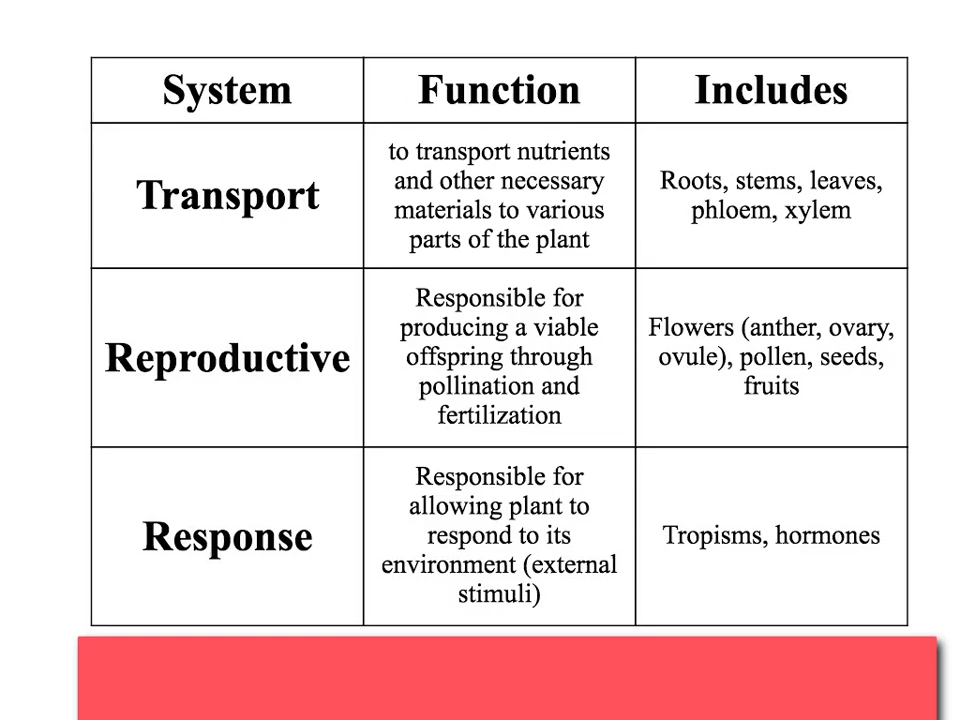 System
Function
Includes
Transport
to transport nutrients
and other necessary
materials to various
parts of the plant
Roots, stems, leaves,
phloem, xylem
Reproductive
Responsible for
producing a viable
offspring through
pollination and
fertilization
Flowers (anther, ovary,
ovule), pollen, seeds,
fruits
Response
Responsible for
allowing plant to
respond to its
environment (external
stimuli)
Tropisms, hormones